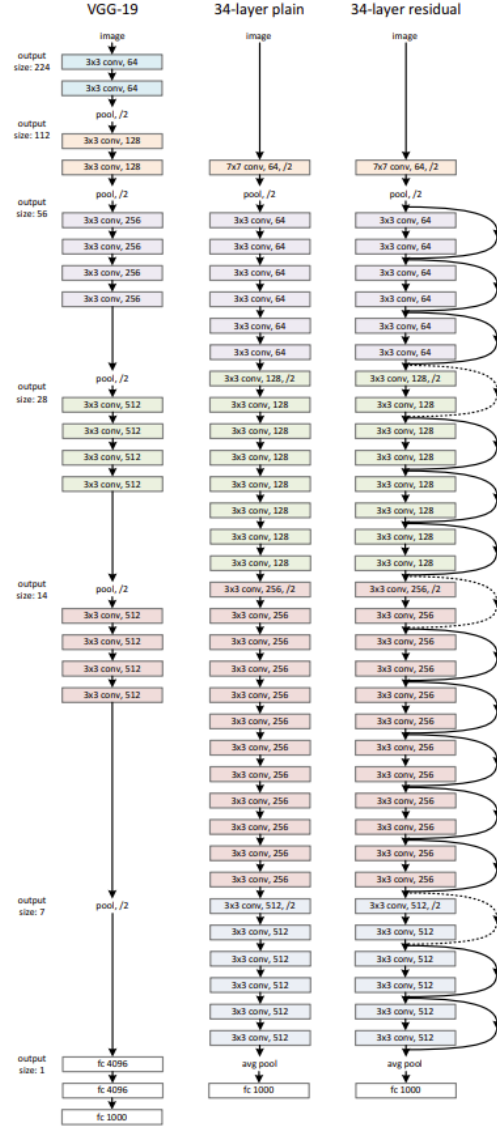 VGG-19
image
output
size: 224
3x3 conv, 64
3x3 conv, 64
pool, /2
output
size: 112
3x3 conv, 128
3x3 conv, 128
pool, /2
output
size: 56
3x3 conv, 256
3x3 conv, 256
3x3 conv, 256
3x3 conv, 256
pool, /2
output
size: 28
3x3 conv, 512
3x3 conv, 512
3x3 conv, 512
3x3 conv, 512
pool, /2
output
size: 14
3x3 conv, 512
3x3 conv, 512
3x3 conv, 512
3x3 conv, 512
pool, /2
output
size: 7
output
size: 1
fc 4096
fc 4096
fc 1000
34-layer plain
image
7x7 conv, 64, /2
pool, /2
3x3 conv, 64
3x3 conv, 64
3x3 conv, 64
3x3 conv, 64
3x3 conv, 64
3x3 conv, 64
3x3 conv, 128, /2
3x3 conv, 128
3x3 conv, 128
3x3 conv, 128
3x3 conv, 128
3x3 conv, 128
3x3 conv, 128
3x3 conv, 128
3x3 conv, 256, /2
3x3 conv, 256
3x3 conv, 256
3x3 conv, 256
3x3 conv, 256
3x3 conv, 256
3x3 conv, 256
3x3 conv, 256
3x3 conv, 256
3x3 conv, 256
3x3 conv, 256
3x3 conv, 256
3x3 conv, 512, /2
3x3 conv, 512
3x3 conv, 512
3x3 conv, 512
3x3 conv, 512
3x3 conv, 512
avg pool
fc 1000
34-layer residual
image
7x7 conv, 64, /2
pool, /2
3x3 conv, 64
3x3 conv, 64
3x3 conv, 64
3x3 conv, 64
3x3 conv, 64
3x3 conv, 64
3x3 conv, 128, /2
3x3 conv, 128
3x3 conv, 128
3x3 conv, 128
3x3 conv, 128
3x3 conv, 128
3x3 conv, 128
3x3 conv, 128
3x3 conv, 256, /2
3x3 conv, 256
3x3 conv, 256
3x3 conv, 256
3x3 conv, 256
3x3 conv, 256
3x3 conv, 256
3x3 conv, 256
3x3 conv, 256
3x3 conv, 256
3x3 conv, 256
3x3 conv, 256
3x3 conv, 512, /2
3x3 conv, 512
3x3 conv, 512
3x3 conv, 512
3x3 conv, 512
3x3 conv, 512
avg pool
fc 1000